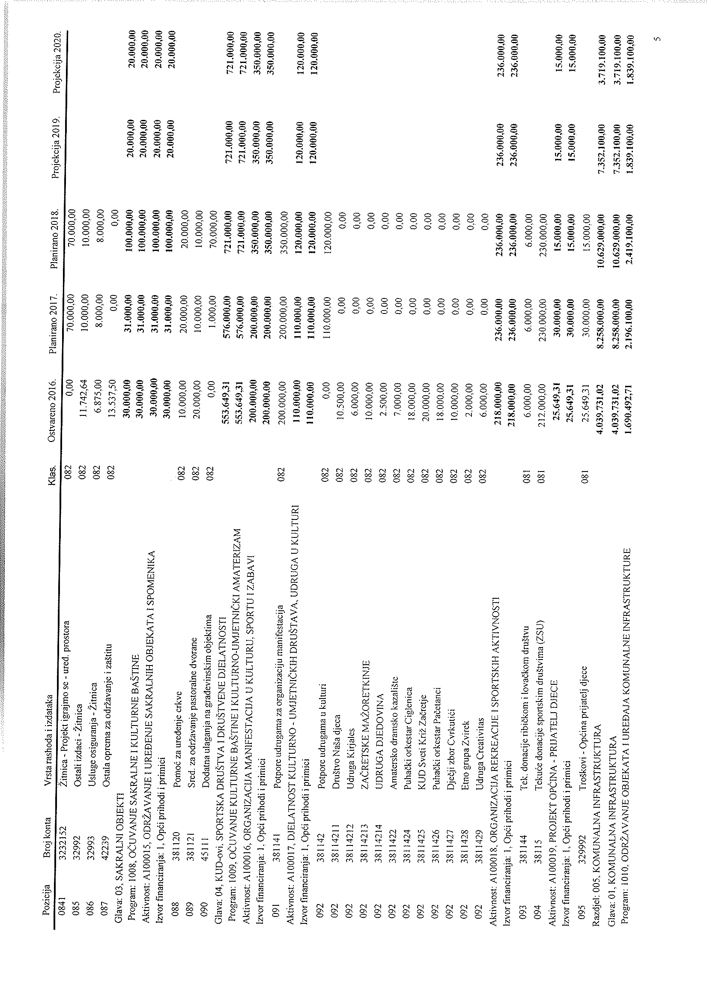 Pozicija Broj konta Vrsta rashoda i izdataka Klas. Ostvareno 2016. Planirano 2017. Planirano 2018. Projekcija 2019. Projekcija 2020.
0841 3232152 Žitnica - Projekt igrajmo se - uređ. prostora 082 0,00 70.000,00 70.000,00
085 32992 Ostali izdaci - Žitnica 082 11.742,64 10.000,00 10.000,00
086 32993 Usluge osiguranja - Žitnica 082 6.875,00 8.000,00 8.000,00
087 42239 Ostala oprema za održavanje i zaštitu 082 13.537,50 0,00 0,00
Glava: 03, SAKRALNI OBJEKTI 30.000,00 31.000,00 100.000,00 20.000,00 20.000,00
Program: 1008, OČUVANJE SAKRALNE I KULTURNE BAŠTINE 30.000,00 31.000,00 100.000,00 20.000,00 20.000,00
Aktivnost: A100015, ODRŽAVANJE I UREĐENJE SAKRALNIH OBJEKATA I SPOMENIKA 30.000,00 31.000,00 100.000,00 20.000,00 20.000,00
Izvor financiranja: 1, Opći prihodi i primici 30.000,00 31.000,00 100.000,00 20.000,00 20.000,00
088 381120 Pomoć za uređenje crkve 082 10.000,00 20.000,00 20.000,00
089 381121 Sred. za održavanje pastoralne dvorane 082 20.000,00 10.000,00 10.000,00
090 45111 Dodatna ulaganja na građevinskim objektima 082 0,00 1.000,00 70.000,00
Glava: 04, KUD-ovi, SPORTSKA DRUŠTVA I DRUŠTVENE DJELATNOSTI 553.649,31 576.000,00 721.000,00 721.000,00 721.000,00
Program: 1009, OČUVANJE KULTURNE BAŠTINE I KULTURNO-UMJETNIČKI AMATERIZAM 553.649,31 576.000,00 721.000,00 721.000,00 721.000,00
Aktivnost: A100016, ORGANIZACIJA MANIFESTACIJA U KULTURU, SPORTU I ZABAVI 200.000,00 200.000,00 350.000,00 350.000,00 350.000,00
Izvor financiranja: 1, Opći prihodi i primici 200.000,00 200.000,00 350.000,00 350.000,00 350.000,00
091 381141 Potpore udrugama za organizaciju manifestacija 082 200.000,00 200.000,00 350.000,00
Aktivnost: A100017, DJELATNOST KULTURNO - UMJETNIČKIH DRUŠTAVA, UDRUGA U KULTURI 110.000,00 110.000,00 120.000,00 120.000,00 120.000,00
Izvor financiranja: 1, Opći prihodi i primici 110.000,00 110.000,00 120.000,00 120.000,00 120.000,00
092 381142 Potpore udrugama u kulturi 082 0,00 110.000,00 120.000,00
092 38114211 Društvo Naša djeca 082 10.500,00 0,00 0,00
092 38114212 Udruga Kirjales 082 6.000,00 0,00 0,00
092 38114213 ZAČRETSKE MAŽORETKINJE 082 10.000,00 0,00 0,00
092 38114214 UDRUGA DJEDOVINA 082 2.500,00 0,00 0,00
092 3811422 Amatersko dramsko kazalište 082 7.000,00 0,00 0,00
092 3811424 Puhački orkestar Ciglenica 082 18.000,00 0,00 0,00
092 3811425 KUD Sveti Križ Začretje 082 20.000,00 0,00 0,00
092 3811426 Puhački orkestar Pačetanci 082 18.000,00 0,00 0,00
092 3811427 Dječji zbor Cvrkutići 082 10.000,00 0,00 0,00
092 3811428 Etno grupa Zvirek 082 2.000,00 0,00 0,00
092 3811429 Udruga Creativitas 082 6.000,00 0,00 0,00
Aktivnost: A100018, ORGANIZACIJA REKREACIJE I SPORTSKIH AKTIVNOSTI 218.000,00 236.000,00 236.000,00 236.000,00 236.000,00
Izvor financiranja: 1, Opći prihodi i primici 218.000,00 236.000,00 236.000,00 236.000,00 236.000,00
093 381144 Tek. donacije ribičkom i lovačkom društvu 081 6.000,00 6.000,00 6.000,00
094 38115 Tekuće donacije sportskim društvima (ZSU) 081 212.000,00 230.000,00 230.000,00
Aktivnost: A100019, PROJEKT OPĆINA - PRIJATELJ DJECE 25.649,31 30.000,00 15.000,00 15.000,00 15.000,00
Izvor financiranja: 1, Opći prihodi i primici 25.649,31 30.000,00 15.000,00 15.000,00 15.000,00
095 329992 Troškovi - Općina prijatelj djece 081 25.649,31 30.000,00 15.000,00
Razdjel: 005, KOMUNALNA INFRASTRUKTURA 4.039.731,02 8.258.000,00 10.629.000,00 7.352.100,00 3.719.100,00
Glava: 01, KOMUNALNA INFRASTRUKTURA 4.039.731,02 8.258.000,00 10.629.000,00 7.352.100,00 3.719.100,00
Program: 1010, ODRŽAVANJE OBJEKATA I UREĐAJA KOMUNALNE INFRASTRUKTURE 1.690.492,71 2.196.100,00 2.419.100,00 1.839.100,00 1.839.100,00
5